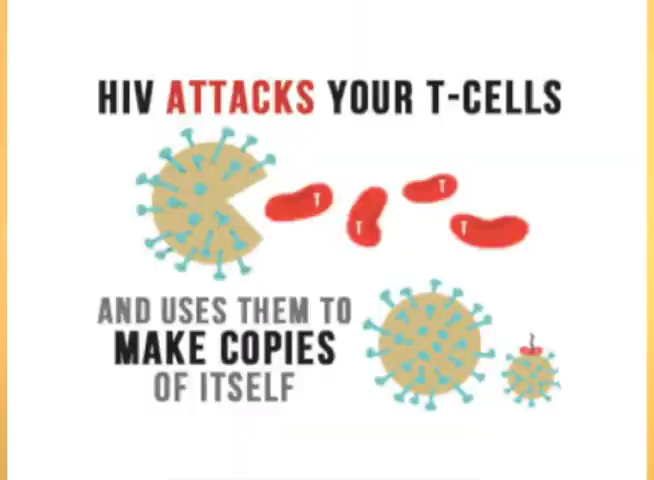 HIV ATTACKS YOUR T-CELLS
T
T
T
T
AND USES THEM TO
MAKE COPIES
OF ITSELF